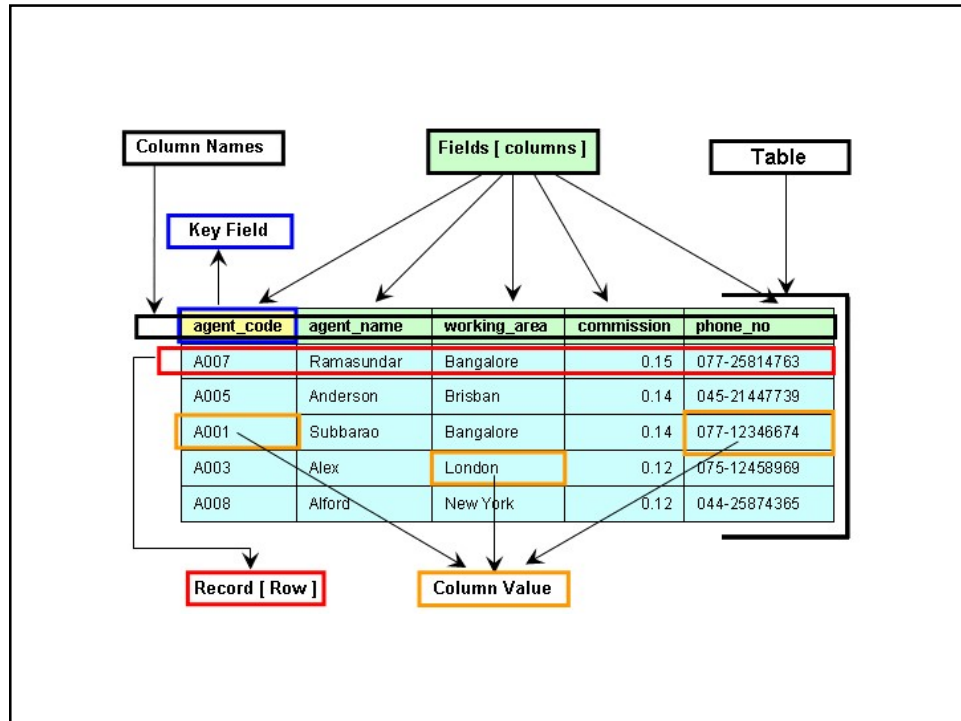 Column Names
Fields [ columns ]
Table
Key Field
agent_code agent_name working_area commission phone_no
A007 Ramasundar Bangalore 0.15 077-25814763
A005 Anderson Brisban 0.14 045-21447739
A001 Subbarao Bangalore 0.14 077-12346674
A003 Alex London 0.12 075-12458969
A008 Alford New York 0.12 044-25874365
Record [ Row ]
Column Value